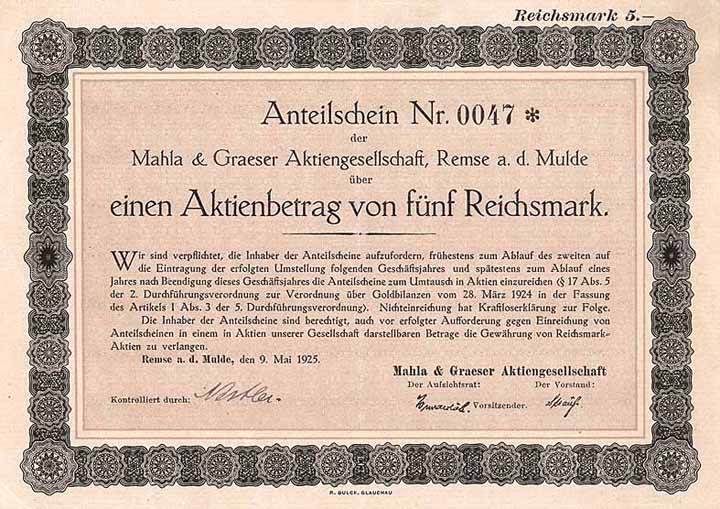 Reichsmark 5.—
Anteilschein Nr. 0047 *
der
Mahla & Graeser Aktiengesellschaft, Remse a. d. Mulde
über
einen Aktienbetrag von fünf Reichsmark.
Wir sind verpflichtet, die Inhaber der Anteilscheine aufzufordern, frühestens zum Ablauf des zweiten auf
die Eintragung der erfolgten Umstellung folgenden Geschäftsjahres und spätestens zum Ablauf eines
Jahres nach Beendigung dieses Geschäftsjahres die Anteilscheine zum Umtausch in Aktien einzureichen (§ 17 Abs. 5
der 2. Durchführungsverordnung zur Verordnung über Goldbilanzen vom 28. März 1924 in der Fassung
des Artikels 1 Abs. 3 der 5. Durchführungsverordnung). Nichteinreichung hat Kraftloserklärung zur Folge.
Die Inhaber der Anteilscheine sind berechtigt, auch vor erfolgter Aufforderung gegen Einreichung von
Anteilscheinen in einem in Aktien unserer Gesellschaft darstellbaren Betrage die Gewährung von Reichsmark-
Aktien zu verlangen.
Remse a. d. Mulde, den 9. Mai 1925.
Mahla & Graeser Aktiengesellschaft
Der Aufsichtsrat: Der Vorstand:
Kontrolliert durch: Vorsitzender.
R. DULCE, GLAUCHAU